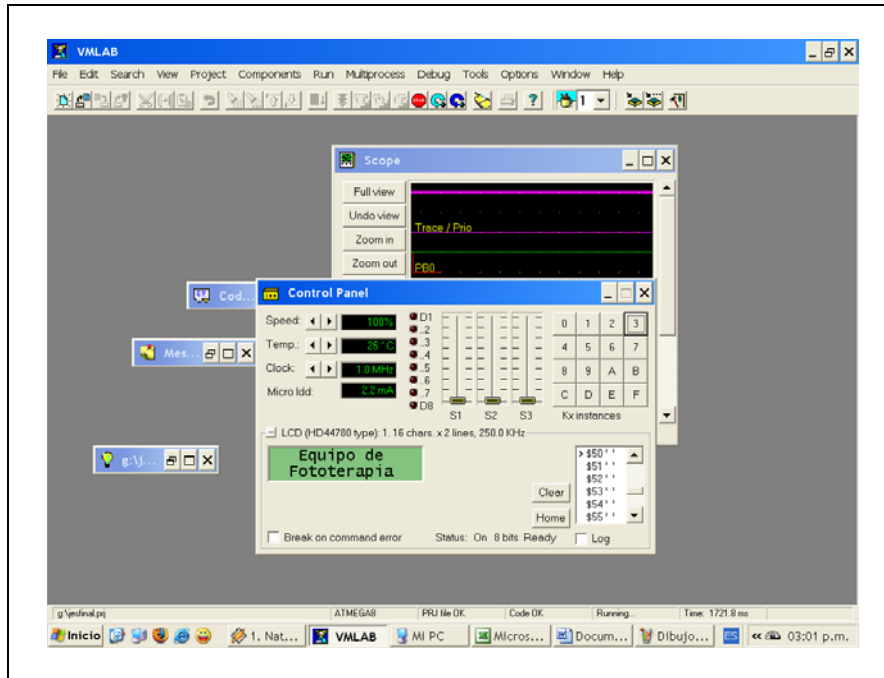 VMLAB
File Edit Search View Project Components Run Multiprocess Debug Tools Options Window Help
1
Scope
Full view
Undo view
Zoom in
Zoom out
Trace / Prio
PB0
Cod...
Control Panel
Speed: 100%
Temp.: 25°C
Clock: 1.0 MHz
Micro Idd: 2.2 mA
D1
..2
..3
..4
..5
..6
..7
D8
S1 S2 S3
0 1 2 3
4 5 6 7
8 9 A B
C D E F
Kx instances
Mes...
LCD (HD44780 type): 1. 16 chars. x 2 lines, 250.0 KHz
Equipo de
Fototerapia
>$50' '
$51' '
$52' '
$53' '
$54' '
$55' '
Clear
Home
Break on command error Status: On 8 bits Ready Log
g:\j...
g:\jesfinal.prj ATMEGA8 PRJ file OK Code OK Running... Time: 1721.8 ms
Inicio 1. Nat... VMLAB MI PC Micros... Docum... Dibujo... ES 03:01 p.m.